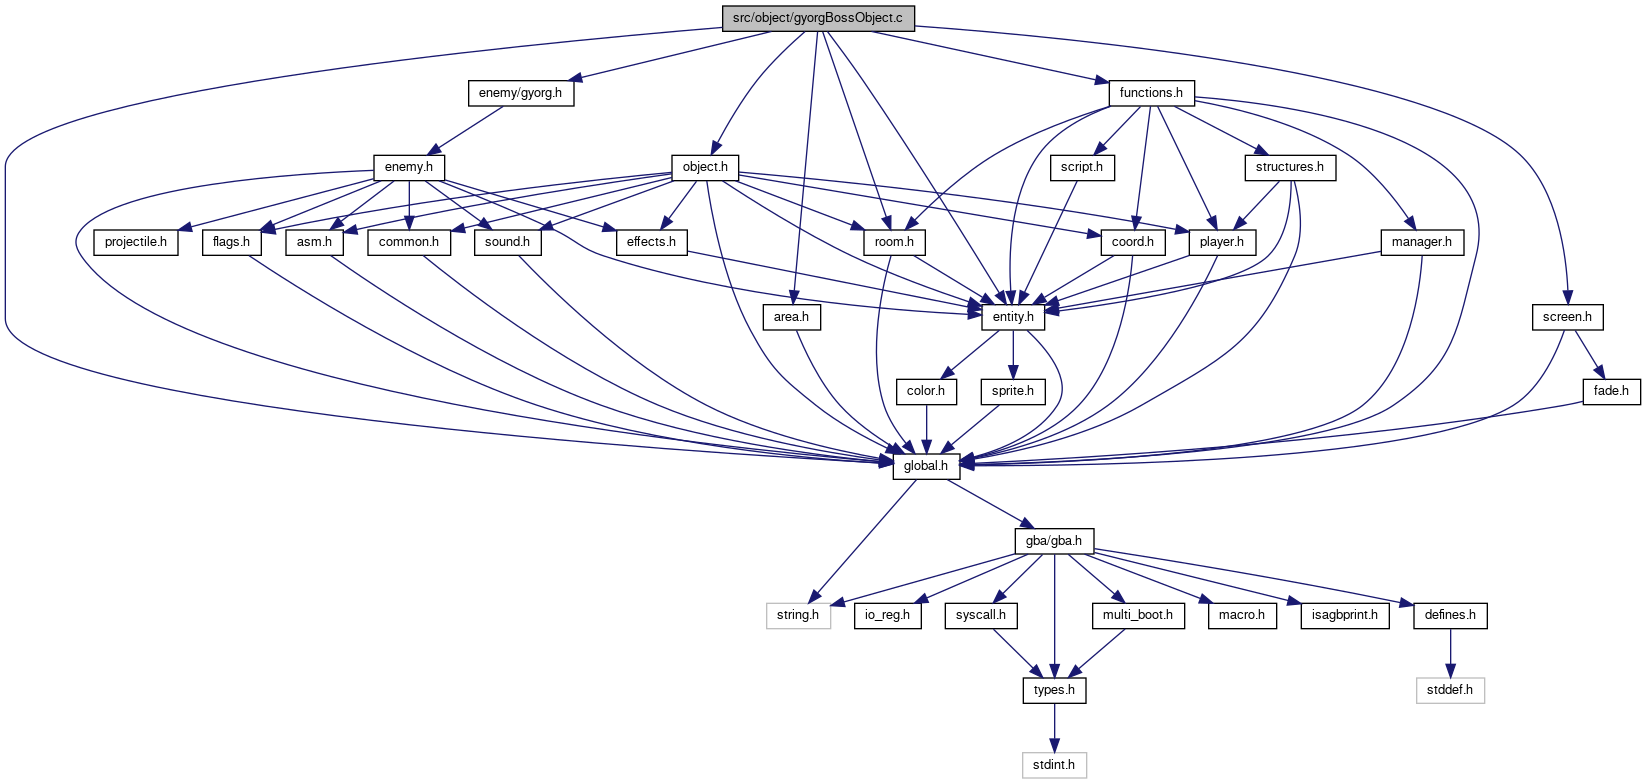 src/object/gyorgBossObject.c
enemy/gyorg.h
functions.h
enemy.h
object.h
script.h
structures.h
projectile.h
flags.h
asm.h
common.h
sound.h
effects.h
room.h
coord.h
player.h
manager.h
area.h
entity.h
screen.h
color.h
sprite.h
fade.h
global.h
gba/gba.h
string.h
io_reg.h
syscall.h
multi_boot.h
macro.h
isagbprint.h
defines.h
types.h
stddef.h
stdint.h